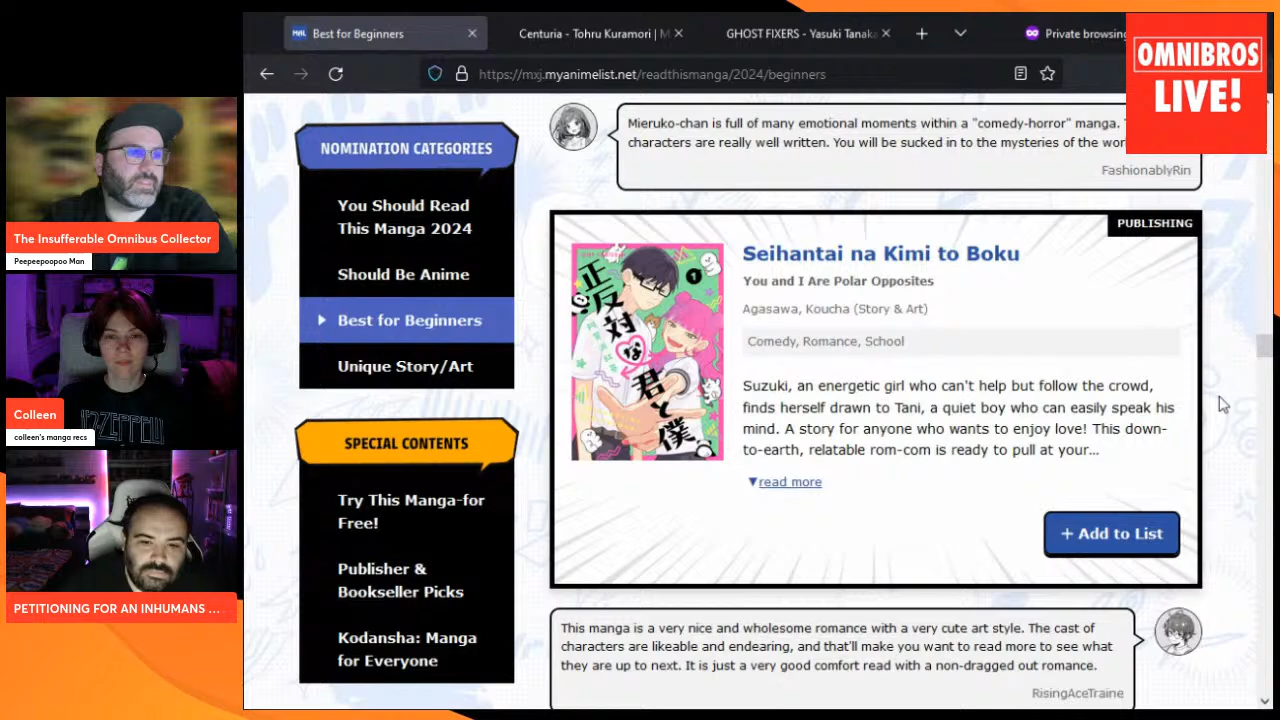 Best for Beginners
Centuria - Tohru Kuramori | M
GHOST FIXERS - Yasuki Tanaka
Private browsing
https://mxj.myanimelist.net/readthismanga/2024/beginners
OMNIBROS
LIVE!
The Insufferable Omnibus Collector
Peepeepoopoo Man
Colleen
colleen's manga recs
PETITIONING FOR AN INHUMANS ...
NOMINATION CATEGORIES
You Should Read
This Manga 2024
Should Be Anime
Best for Beginners
Unique Story/Art
SPECIAL CONTENTS
Try This Manga-for
Free!
Publisher &
Bookseller Picks
Kodansha: Manga
for Everyone
Mieruko-chan is full of many emotional moments within a "comedy-horror" manga.
characters are really well written. You will be sucked in to the mysteries of the
FashionablyRin
PUBLISHING
正反対な君と僕
1
Seihantai na Kimi to Boku
You and I Are Polar Opposites
Agasawa, Koucha (Story & Art)
Comedy, Romance, School
Suzuki, an energetic girl who can't help but follow the crowd,
finds herself drawn to Tani, a quiet boy who can easily speak his
mind. A story for anyone who wants to enjoy love! This down-
to-earth, relatable rom-com is ready to pull at your...
▼read more
+ Add to List
This manga is a very nice and wholesome romance with a very cute art style. The cast of
characters are likeable and endearing, and that'll make you want to read more to see what
they are up to next. It is just a very good comfort read with a non-dragged out romance.
RisingAceTraine